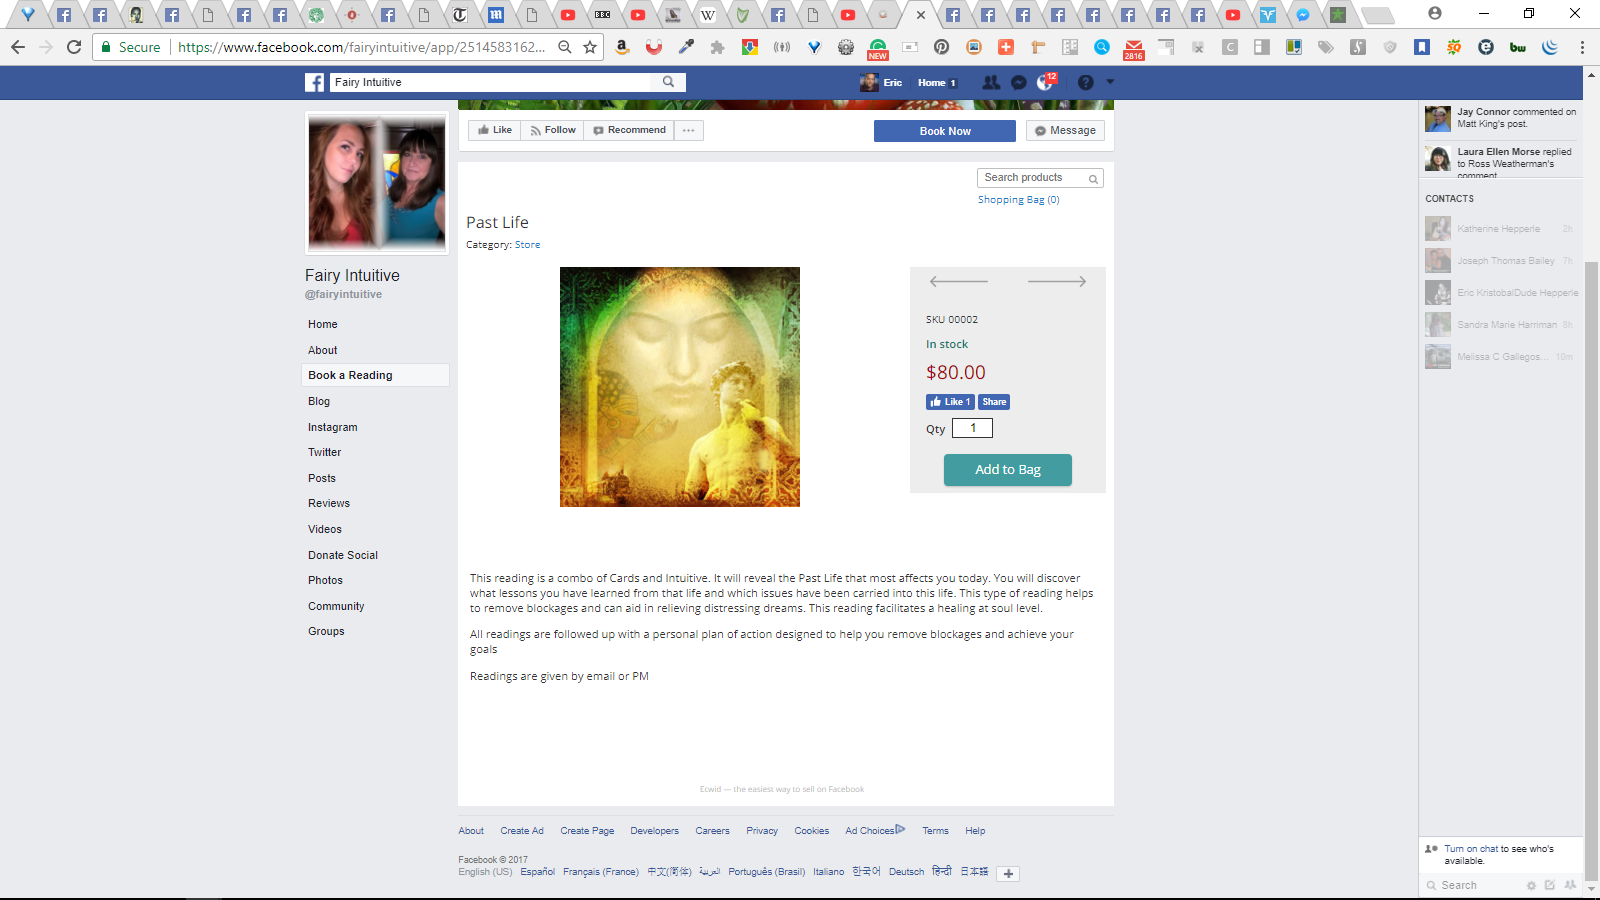 Secure
https://www.facebook.com/fairyintuitive/app/2514583162...
NEW
2816
Fairy Intuitive
Eric
Home 1
12
Like
Follow
Recommend
Book Now
Message
Search products
Shopping Bag (0)
Past Life
Category: Store
SKU 00002
In stock
$80.00
Like 1
Share
Qty 1
Add to Bag
Fairy Intuitive
@fairyintuitive
Home
About
Book a Reading
Blog
Instagram
Twitter
Posts
Reviews
Videos
Donate Social
Photos
Community
Groups
This reading is a combo of Cards and Intuitive. It will reveal the Past Life that most affects you today. You will discover
what lessons you have learned from that life and which issues have been carried into this life. This type of reading helps
to remove blockages and can aid in relieving distressing dreams. This reading facilitates a healing at soul level.
All readings are followed up with a personal plan of action designed to help you remove blockages and achieve your
goals
Readings are given by email or PM
Ecwid — the easiest way to sell on Facebook
About Create Ad Create Page Developers Careers Privacy Cookies Ad Choices Terms Help
Facebook © 2017
English (US) Español Français (France) 中文(简体) العربية Português (Brasil) Italiano 한국어 Deutsch हिन्दी 日本語
Jay Connor commented on
Matt King's post.
Laura Ellen Morse replied
to Ross Weatherman's
comment
CONTACTS
Katherine Hepperle 2h
Joseph Thomas Bailey 7h
Eric KristobalDude Hepperle
Sandra Marie Harriman 8h
Melissa C Gallegos... 10m
Turn on chat to see who's
available.
Search